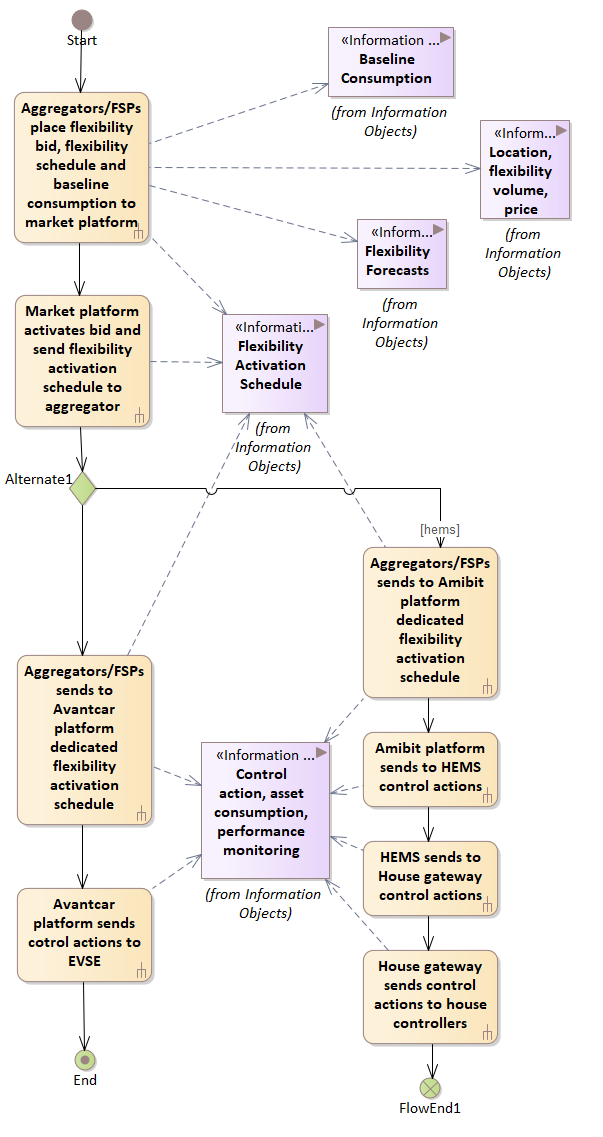 Start
Aggregators/FSPs
place flexibility
bid, flexibility
schedule and
baseline
consumption to
market platform
«Information ...
Baseline
Consumption
(from Information
Objects)
«Inform...
Location,
flexibility
volume,
price
(from
Information
Objects)
«Inform...
Flexibility
Forecasts
(from
Information
Objects)
Market platform
activates bid and
send flexibility
activation
schedule to
aggregator
«Informati...
Flexibility
Activation
Schedule
(from
Information
Objects)
Alternate1
[hems]
Aggregators/FSPs
sends to Amibit
platform
dedicated
flexibility
activation
schedule
Aggregators/FSPs
sends to
Avantcar
platform
dedicated
flexibility
activation
schedule
«Information ...
Control
action, asset
consumption,
performance
monitoring
(from Information
Objects)
Amibit platform
sends to HEMS
control actions
HEMS sends to
House gateway
control actions
Avantcar
platform sends
cotrol actions to
EVSE
House gateway
sends control
actions to house
controllers
End
FlowEnd1